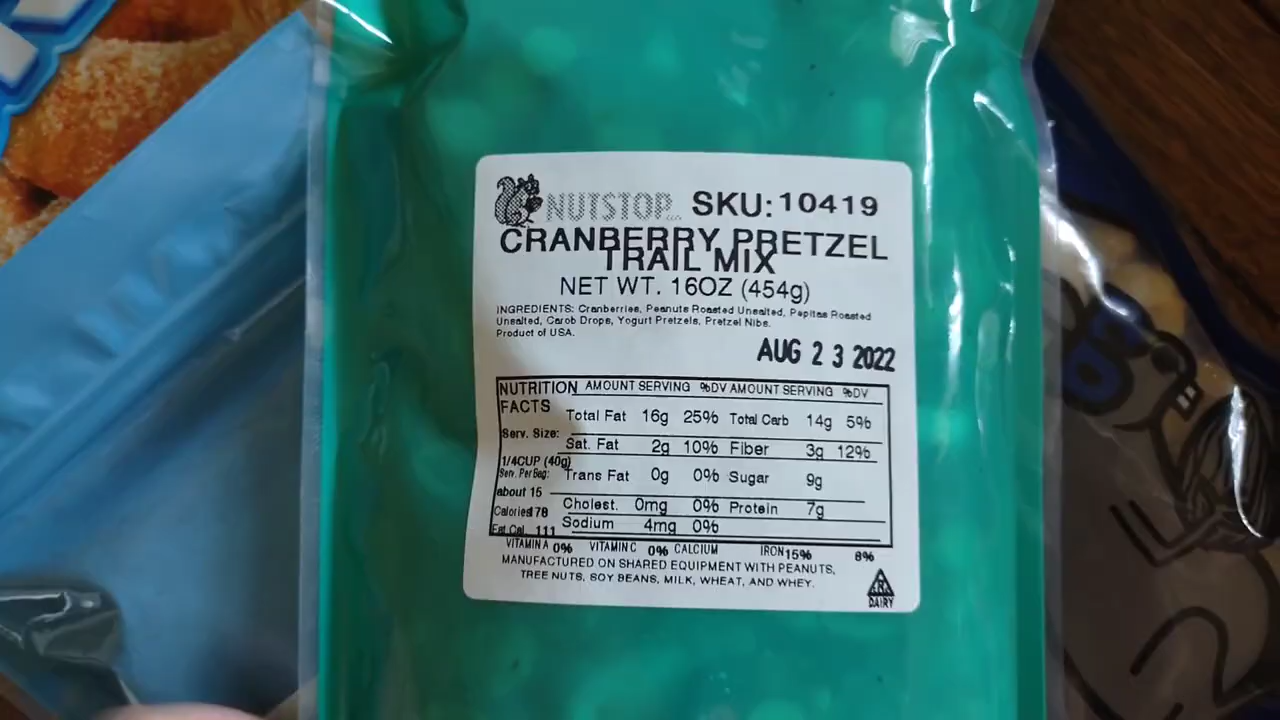 NUTSTOP LLC SKU: 10419
CRANBERRY PRETZEL
TRAIL MIX
NET WT. 16OZ (454g)
INGREDIENTS: Cranberries, Peanuts Roasted Unsalted, Pepitas Roasted
Unsalted, Carob Drops, Yogurt Pretzels, Pretzel Nibs.
Product of USA.
AUG 23 2022
NUTRITION FACTS
Serv. Size:
1/4CUP (40g)
Serv. Per Bag:
about 15
Calories178
Fat Cal. 111
AMOUNT SERVING %DV AMOUNT SERVING %DV
Total Fat 16g 25% Total Carb 14g 5%
Sat. Fat 2g 10% Fiber 3g 12%
Trans Fat 0g 0% Sugar 9g
Cholest. 0mg 0% Protein 7g
Sodium 4mg 0%
VITAMIN A 0% VITAMIN C 0% CALCIUM IRON15% 8%
MANUFACTURED ON SHARED EQUIPMENT WITH PEANUTS,
TREE NUTS, SOY BEANS, MILK, WHEAT, AND WHEY.
DAIRY